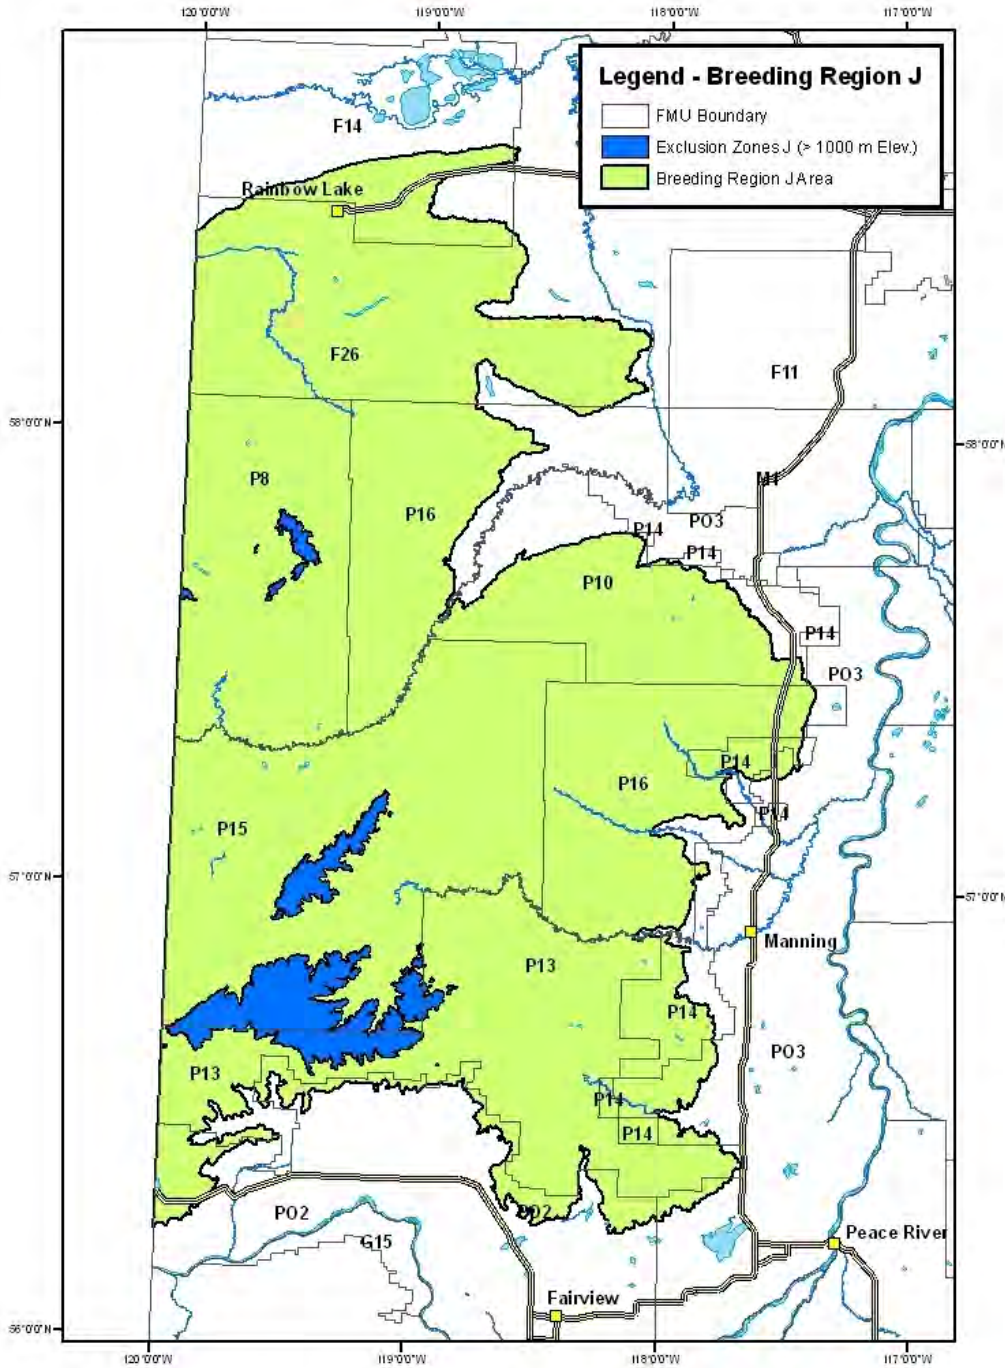 120°0'0"W
119°0'0"W
118°0'0"W
117°0'0"W
Legend - Breeding Region J
FMU Boundary
Exclusion Zones J (> 1000 m Elev.)
Breeding Region J Area
F14
Rainbow Lake
F26
F11
58°0'0"N
58°0'0"N
P8
M1
P16
PO3
P14
P14
P10
P14
PO3
P14
P16
P14
P15
57°0'0"N
57°0'0"N
Manning
P13
P14
PO3
P13
P14
P14
PO2
PO2
Peace River
G15
Fairview
56°0'0"N
56°0'0"N
120°0'0"W
119°0'0"W
118°0'0"W
117°0'0"W